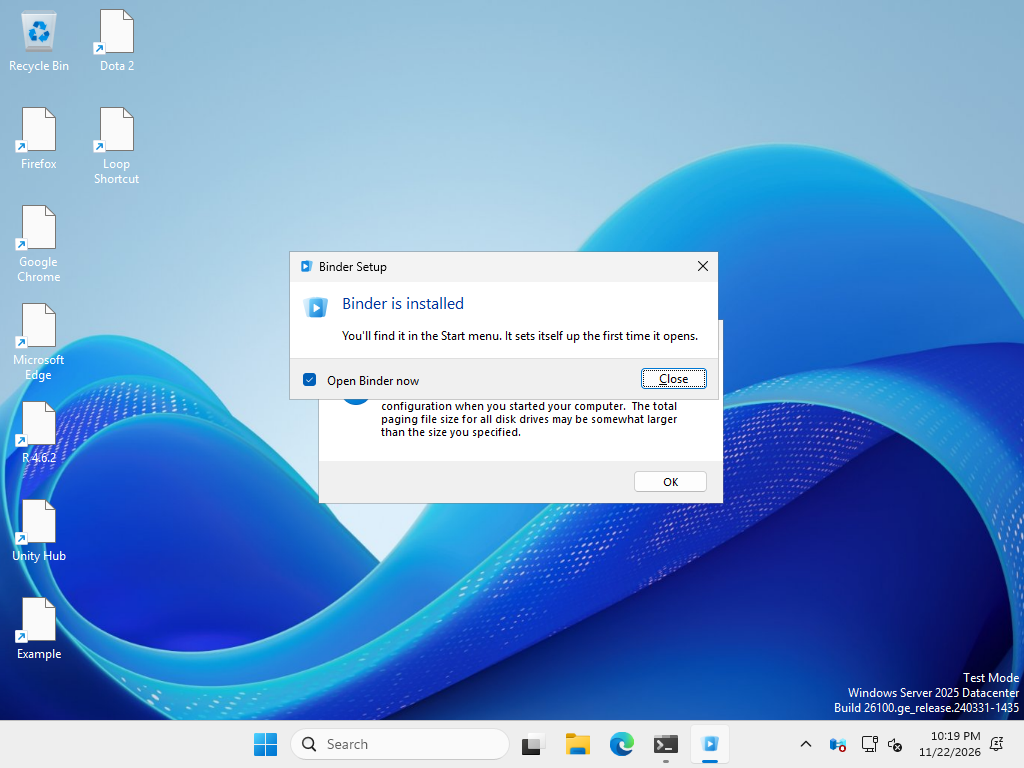 Recycle Bin
Dota 2
Firefox
Loop
Shortcut
Google
Chrome
Microsoft
Edge
R 4.6.2
Unity Hub
Example
Binder Setup
Binder is installed
You'll find it in the Start menu. It sets itself up the first time it opens.
Open Binder now
Close
configuration when you started your computer. The total
paging file size for all disk drives may be somewhat larger
than the size you specified.
OK
Test Mode
Windows Server 2025 Datacenter
Build 26100.ge_release.240331-1435
Search
10:19 PM
11/22/2026